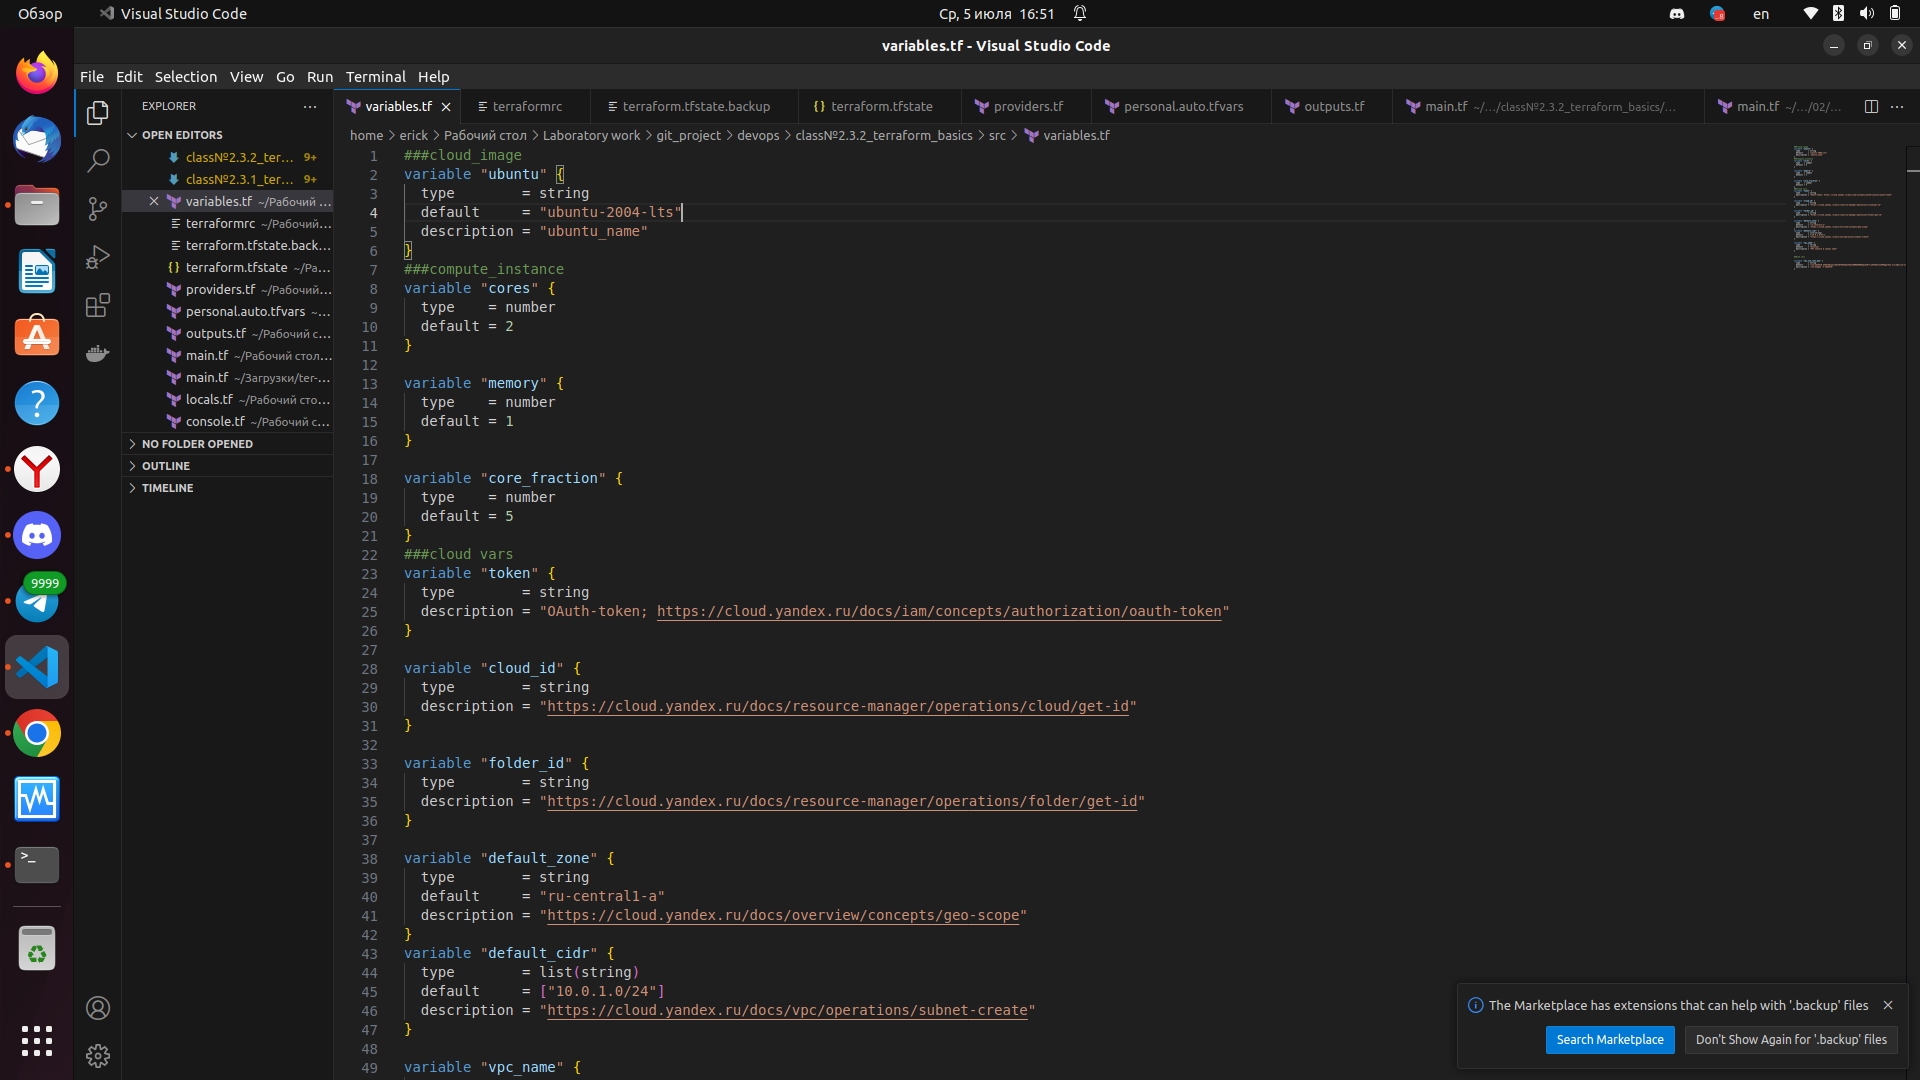 Обзор
Visual Studio Code
Ср, 5 июля 16:51
en
variables.tf - Visual Studio Code
File Edit Selection View Go Run Terminal Help
EXPLORER
variables.tf
terraformrc
terraform.tfstate.backup
terraform.tfstate
providers.tf
personal.auto.tfvars
outputs.tf
main.tf ~/.../class№2.3.2_terraform_basics/...
main.tf ~/.../02/...
OPEN EDITORS
class№2.3.2_ter... 9+
class№2.3.1_ter... 9+
variables.tf ~/Рабочий ...
terraformrc ~/Рабочий...
terraform.tfstate.back...
terraform.tfstate ~/Ра...
providers.tf ~/Рабочий...
personal.auto.tfvars ~...
outputs.tf ~/Рабочий с...
main.tf ~/Рабочий стол...
main.tf ~/Загрузки/ter-...
locals.tf ~/Рабочий сто...
console.tf ~/Рабочий с...
NO FOLDER OPENED
OUTLINE
TIMELINE
9999
home > erick > Рабочий стол > Laboratory work > git_project > devops > class№2.3.2_terraform_basics > src > variables.tf
1 ###cloud_image
2 variable "ubuntu" {
3   type        = string
4   default     = "ubuntu-2004-lts"
5   description = "ubuntu_name"
6 }
7 ###compute_instance
8 variable "cores" {
9   type    = number
10   default = 2
11 }
12
13 variable "memory" {
14   type    = number
15   default = 1
16 }
17
18 variable "core_fraction" {
19   type    = number
20   default = 5
21 }
22 ###cloud vars
23 variable "token" {
24   type        = string
25   description = "OAuth-token; https://cloud.yandex.ru/docs/iam/concepts/authorization/oauth-token"
26 }
27
28 variable "cloud_id" {
29   type        = string
30   description = "https://cloud.yandex.ru/docs/resource-manager/operations/cloud/get-id"
31 }
32
33 variable "folder_id" {
34   type        = string
35   description = "https://cloud.yandex.ru/docs/resource-manager/operations/folder/get-id"
36 }
37
38 variable "default_zone" {
39   type        = string
40   default     = "ru-central1-a"
41   description = "https://cloud.yandex.ru/docs/overview/concepts/geo-scope"
42 }
43 variable "default_cidr" {
44   type        = list(string)
45   default     = ["10.0.1.0/24"]
46   description = "https://cloud.yandex.ru/docs/vpc/operations/subnet-create"
47 }
48
49 variable "vpc_name" {
The Marketplace has extensions that can help with '.backup' files
Search Marketplace
Don't Show Again for '.backup' files